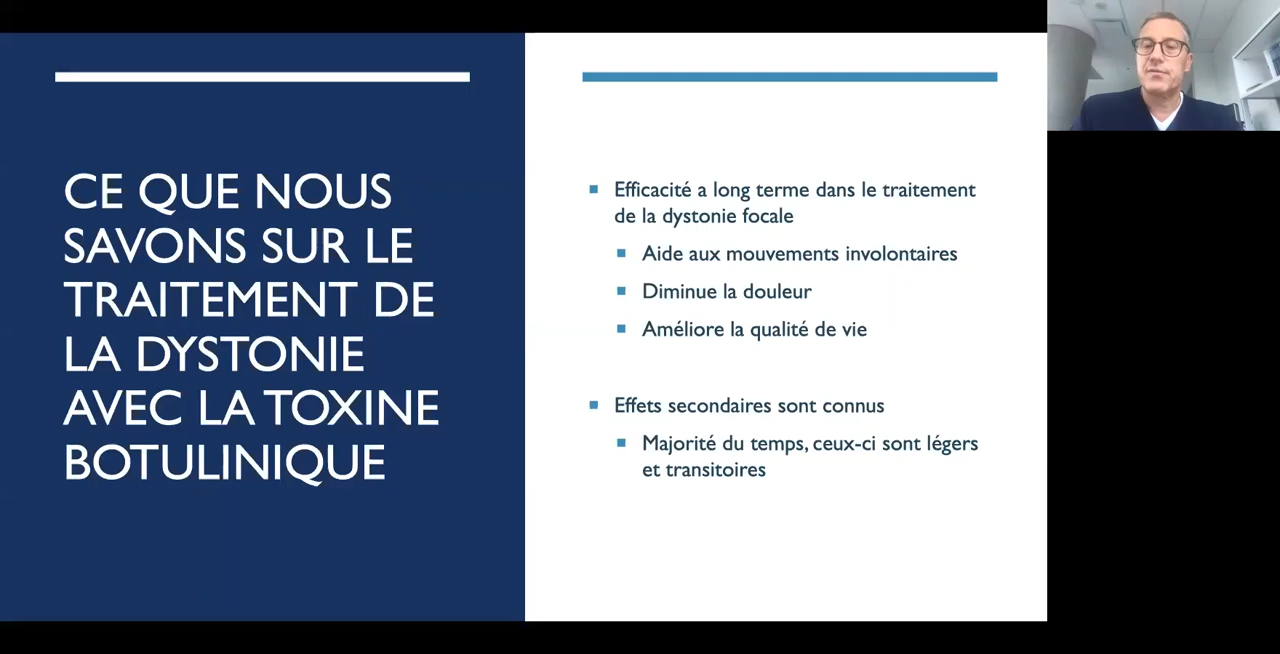 CE QUE NOUS
SAVONS SUR LE
TRAITEMENT DE
LA DYSTONIE
AVEC LA TOXINE
BOTULINIQUE
Efficacité a long terme dans le traitement
de la dystonie focale
Aide aux mouvements involontaires
Diminue la douleur
Améliore la qualité de vie
Effets secondaires sont connus
Majorité du temps, ceux-ci sont légers
et transitoires